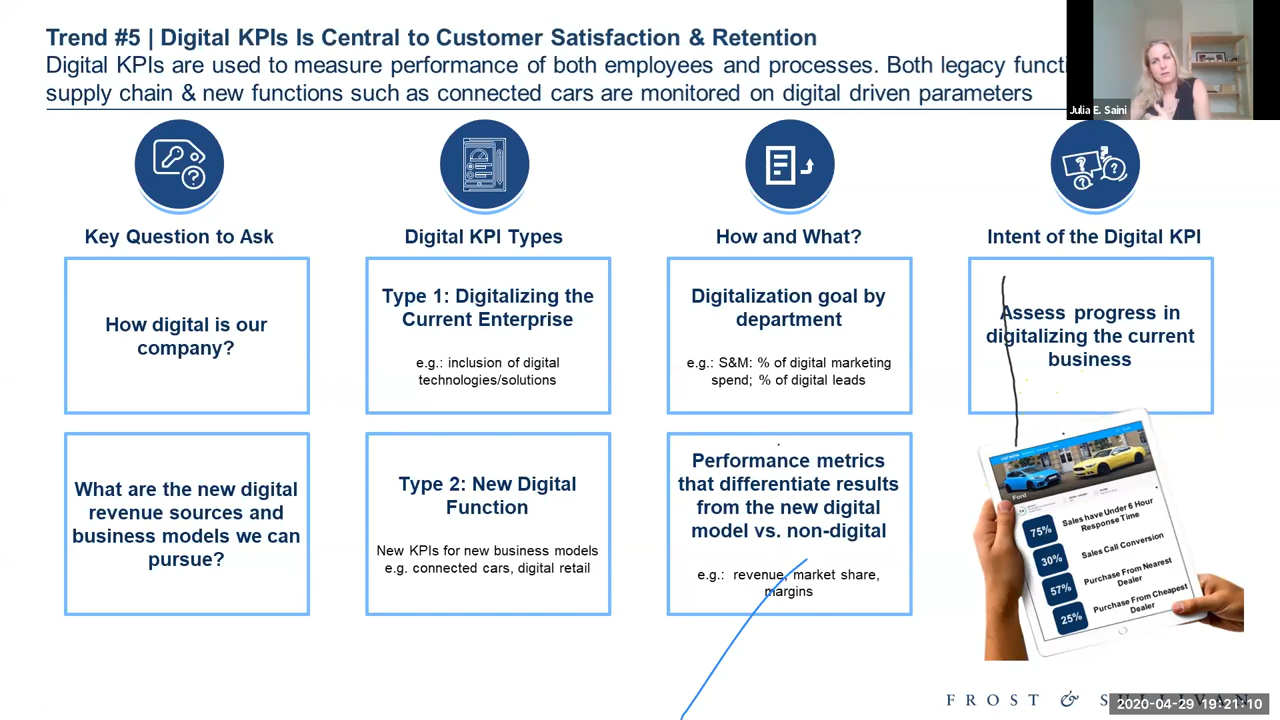 Trend #5 | Digital KPIs Is Central to Customer Satisfaction & Retention
Digital KPIs are used to measure performance of both employees and processes. Both legacy functi
supply chain & new functions such as connected cars are monitored on digital driven parameters
Julia E. Saini
Key Question to Ask
How digital is our
company?
What are the new digital
revenue sources and
business models we can
pursue?
Digital KPI Types
Type 1: Digitalizing the
Current Enterprise
e.g.: inclusion of digital
technologies/solutions
Type 2: New Digital
Function
New KPIs for new business models
e.g. connected cars, digital retail
How and What?
Digitalization goal by
department
e.g.: S&M: % of digital marketing
spend; % of digital leads
Performance metrics
that differentiate results
from the new digital
model vs. non-digital
e.g.: revenue, market share,
margins
Intent of the Digital KPI
Assess progress in
digitalizing the current
business
Ford
75% Sales have Under 6 Hour
Response Time
30% Sales Call Conversion
57% Purchase From Nearest
Dealer
25% Purchase From Cheapest
Dealer
FROST & SULLIVAN
2020-04-29 19:21:10